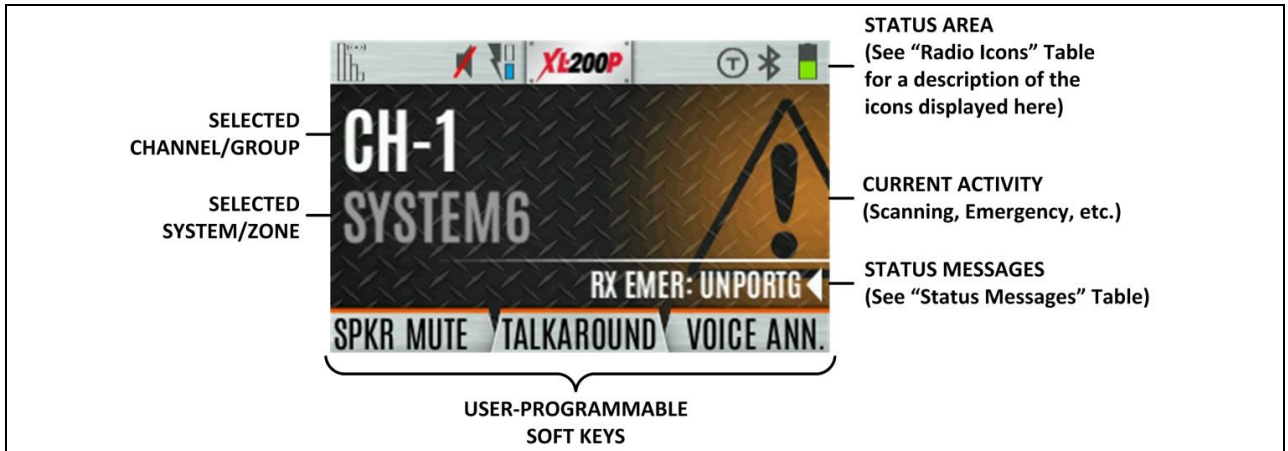 STATUS AREA
(See “Radio Icons” Table
for a description of the
icons displayed here)
XL-200P
T
SELECTED
CHANNEL/GROUP
CH-1
SELECTED
SYSTEM/ZONE
SYSTEM6
CURRENT ACTIVITY
(Scanning, Emergency, etc.)
RX EMER: UNPORTG
STATUS MESSAGES
(See “Status Messages” Table)
SPKR MUTE
TALKAROUND
VOICE ANN.
USER-PROGRAMMABLE
SOFT KEYS